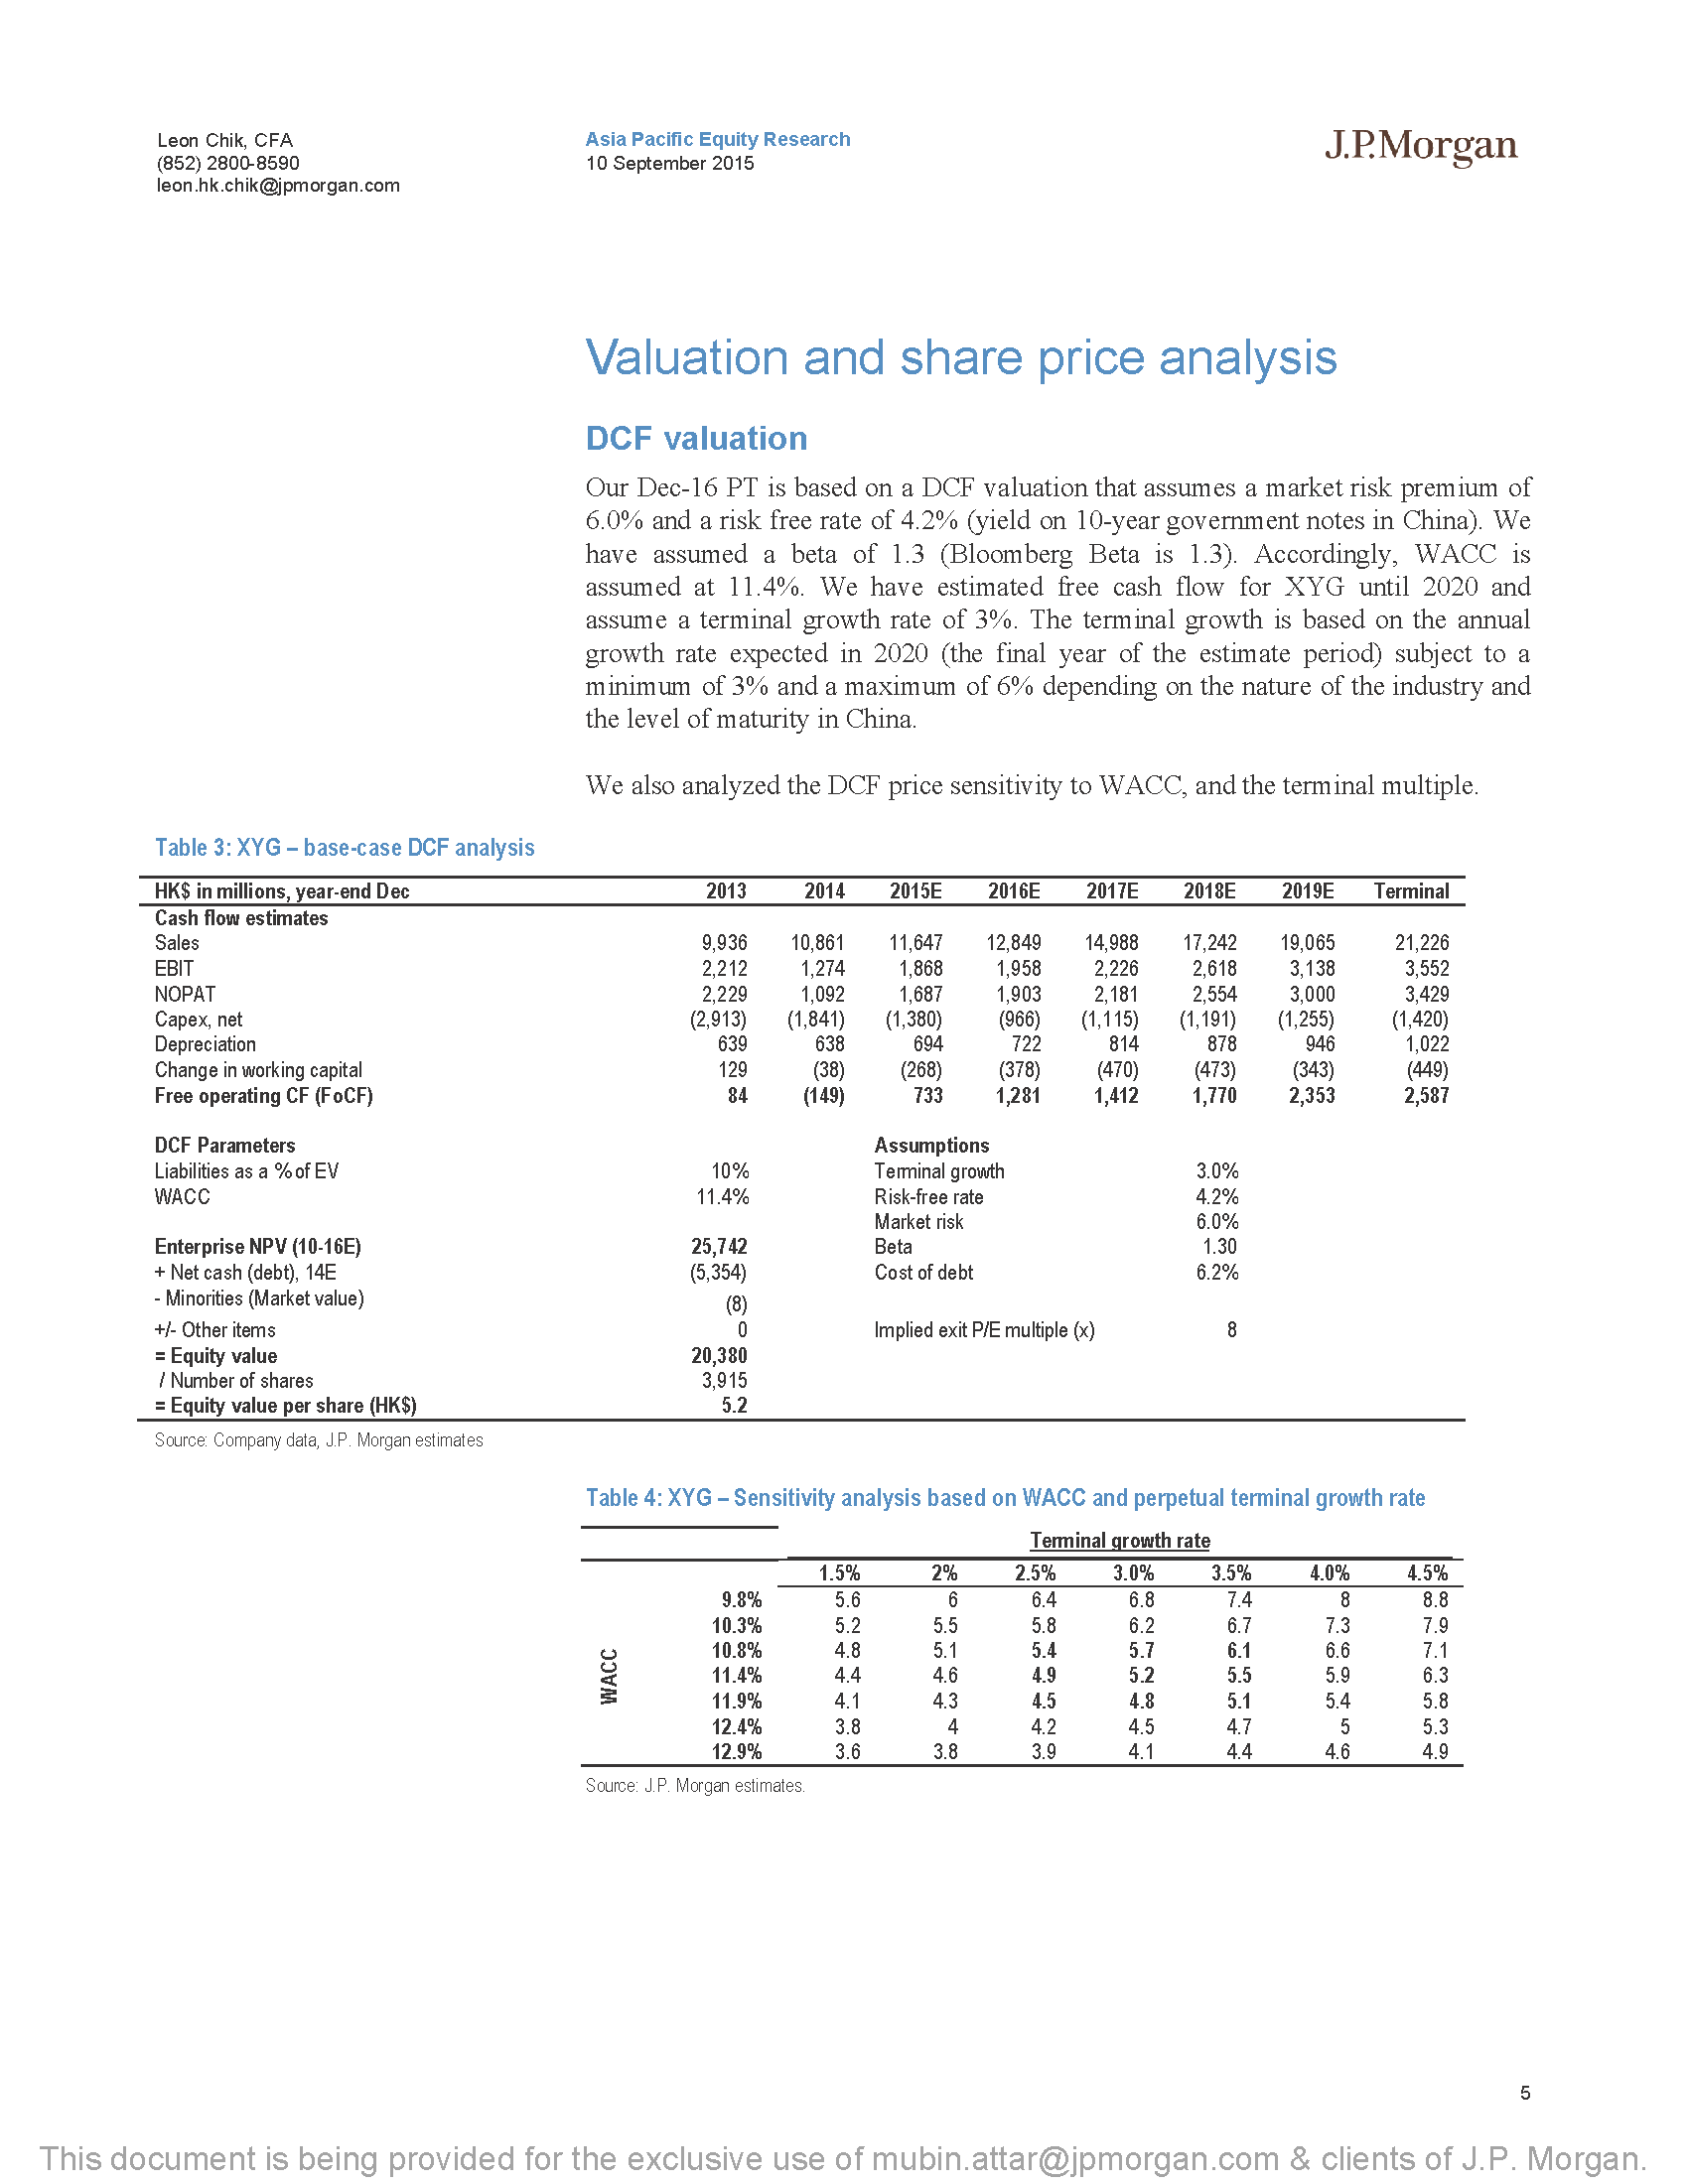 Leon Chik, CFA
(852) 2800-8590
leon.hk.chik@jpmorgan.com
Asia Pacific Equity Research
10 September 2015
J.P.Morgan
Valuation and share price analysis
DCF valuation
Our Dec-16 PT is based on a DCF valuation that assumes a market risk premium of
6.0% and a risk free rate of 4.2% (yield on 10-year government notes in China). We
have assumed a beta of 1.3 (Bloomberg Beta is 1.3). Accordingly, WACC is
assumed at 11.4%. We have estimated free cash flow for XYG until 2020 and
assume a terminal growth rate of 3%. The terminal growth is based on the annual
growth rate expected in 2020 (the final year of the estimate period) subject to a
minimum of 3% and a maximum of 6% depending on the nature of the industry and
the level of maturity in China.
We also analyzed the DCF price sensitivity to WACC, and the terminal multiple.
Table 3: XYG – base-case DCF analysis
HK$ in millions, year-end Dec 2013 2014 2015E 2016E 2017E 2018E 2019E Terminal
Cash flow estimates
Sales 9,936 10,861 11,647 12,849 14,988 17,242 19,065 21,226
EBIT 2,212 1,274 1,868 1,958 2,226 2,618 3,138 3,552
NOPAT 2,229 1,092 1,687 1,903 2,181 2,554 3,000 3,429
Capex, net (2,913) (1,841) (1,380) (966) (1,115) (1,191) (1,255) (1,420)
Depreciation 639 638 694 722 814 878 946 1,022
Change in working capital 129 (38) (268) (378) (470) (473) (343) (449)
Free operating CF (FoCF) 84 (149) 733 1,281 1,412 1,770 2,353 2,587
DCF Parameters Assumptions
Liabilities as a % of EV 10% Terminal growth 3.0%
WACC 11.4% Risk-free rate 4.2%
Market risk 6.0%
Enterprise NPV (10-16E) 25,742 Beta 1.30
+ Net cash (debt), 14E (5,354) Cost of debt 6.2%
- Minorities (Market value) (8)
+/- Other items 0 Implied exit P/E multiple (x) 8
= Equity value 20,380
/ Number of shares 3,915
= Equity value per share (HK$) 5.2
Source: Company data, J.P. Morgan estimates
Table 4: XYG – Sensitivity analysis based on WACC and perpetual terminal growth rate
Terminal growth rate
1.5% 2% 2.5% 3.0% 3.5% 4.0% 4.5%
WACC
9.8% 5.6 6 6.4 6.8 7.4 8 8.8
10.3% 5.2 5.5 5.8 6.2 6.7 7.3 7.9
10.8% 4.8 5.1 5.4 5.7 6.1 6.6 7.1
11.4% 4.4 4.6 4.9 5.2 5.5 5.9 6.3
11.9% 4.1 4.3 4.5 4.8 5.1 5.4 5.8
12.4% 3.8 4 4.2 4.5 4.7 5 5.3
12.9% 3.6 3.8 3.9 4.1 4.4 4.6 4.9
Source: J.P. Morgan estimates.
5
This document is being provided for the exclusive use of mubin.attar@jpmorgan.com & clients of J.P. Morgan.